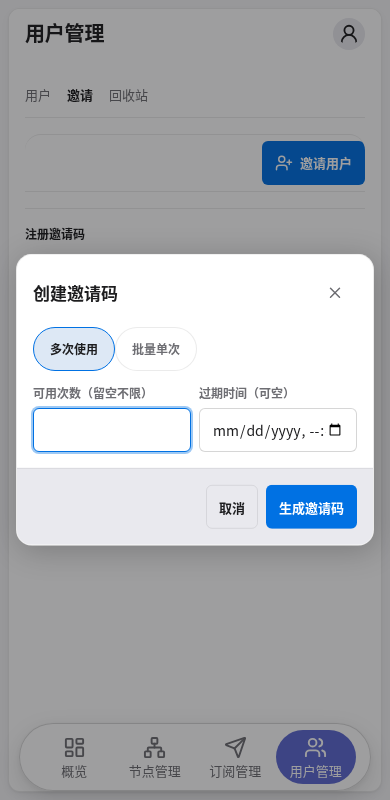 用户管理
用户 邀请 回收站
邀请用户
注册邀请码
创建邀请码
多次使用 批量单次
可用次数（留空不限） 过期时间（可空）
mm/dd/yyyy, --:
取消 生成邀请码
概览 节点管理 订阅管理 用户管理